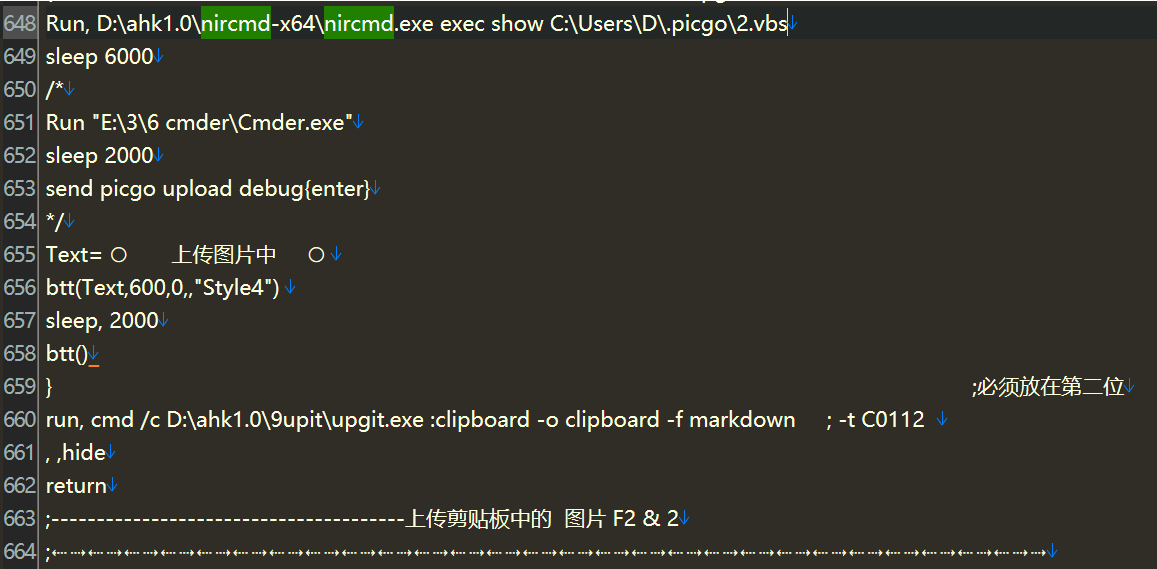 648 Run, D:\ahk1.0\nircmd-x64\nircmd.exe exec show C:\Users\D\.picgo\2.vbs↓
649 sleep 6000↓
650 /*↓
651 Run "E:\3\6 cmder\Cmder.exe"↓
652 sleep 2000↓
653 send picgo upload debug{enter}↓
654 */↓
655 Text= 〇 上传图片中 〇 ↓
656 btt(Text,600,0,,"Style4") ↓
657 sleep, 2000↓
658 btt()↓
659 } ;必须放在第二位↓
660 run, cmd /c D:\ahk1.0\9upit\upgit.exe :clipboard -o clipboard -f markdown ; -t C0112 ↓
661 , ,hide↓
662 return↓
663 ;---------------------------------------上传剪贴板中的 图片 F2 & 2↓
664 ;⇠⇢⇠⇢⇠⇢⇠⇢⇠⇢⇠⇢⇠⇢⇠⇢⇠⇢⇠⇢⇠⇢⇠⇢⇠⇢⇠⇢⇠⇢⇠⇢⇠⇢⇠⇢⇠⇢⇠⇢⇠⇢⇠⇢⇠⇢⇠⇢⇠⇢⇠⇢⇠⇢↓